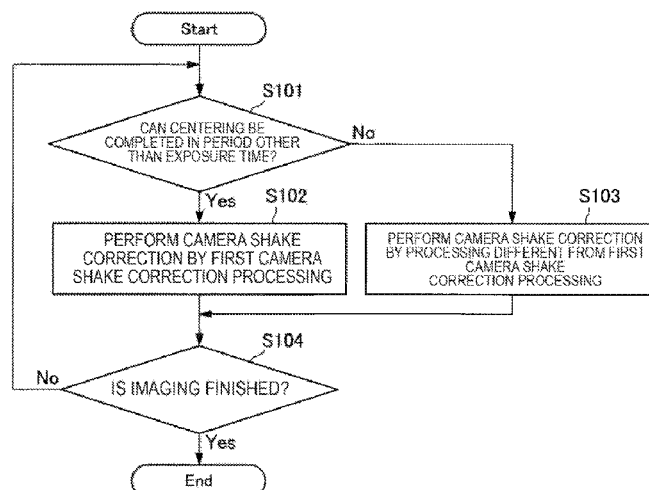 Start
S101
CAN CENTERING BE
COMPLETED IN PERIOD OTHER
THAN EXPOSURE TIME?
No
Yes
S102
PERFORM CAMERA SHAKE
CORRECTION BY FIRST CAMERA
SHAKE CORRECTION PROCESSING
S103
PERFORM CAMERA SHAKE CORRECTION
BY PROCESSING DIFFERENT FROM FIRST
CAMERA SHAKE
CORRECTION PROCESSING
S104
No
IS IMAGING FINISHED?
Yes
End